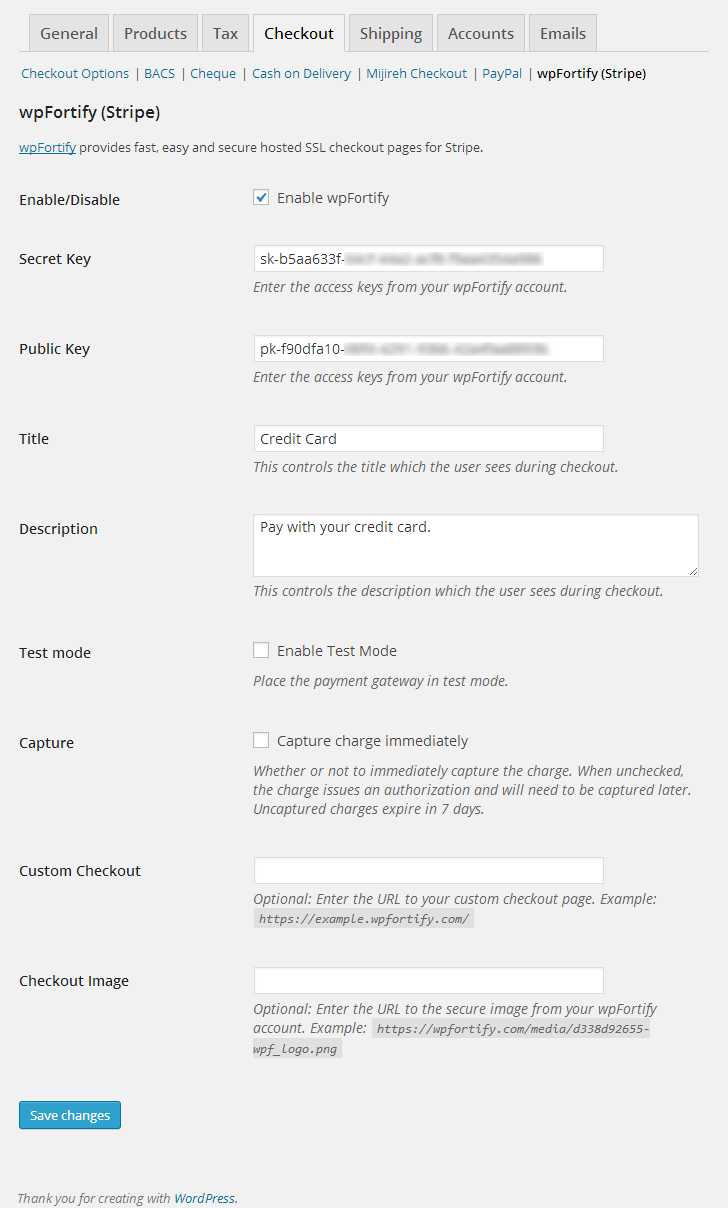 General Products Tax Checkout Shipping Accounts Emails
Checkout Options | BACS | Cheque | Cash on Delivery | Mijireh Checkout | PayPal | wpFortify (Stripe)
wpFortify (Stripe)
wpFortify provides fast, easy and secure hosted SSL checkout pages for Stripe.
Enable/Disable Enable wpFortify
Secret Key sk-b5aa633f-
Enter the access keys from your wpFortify account.
Public Key pk-f90dfa10-
Enter the access keys from your wpFortify account.
Title Credit Card
This controls the title which the user sees during checkout.
Description Pay with your credit card.
This controls the description which the user sees during checkout.
Test mode Enable Test Mode
Place the payment gateway in test mode.
Capture Capture charge immediately
Whether or not to immediately capture the charge. When unchecked,
the charge issues an authorization and will need to be captured later.
Uncaptured charges expire in 7 days.
Custom Checkout
Optional: Enter the URL to your custom checkout page. Example:
https://example.wpfortify.com/
Checkout Image
Optional: Enter the URL to the secure image from your wpFortify
account. Example: https://wpfortify.com/media/d338d92655-
wpf_logo.png
Save changes
Thank you for creating with WordPress.